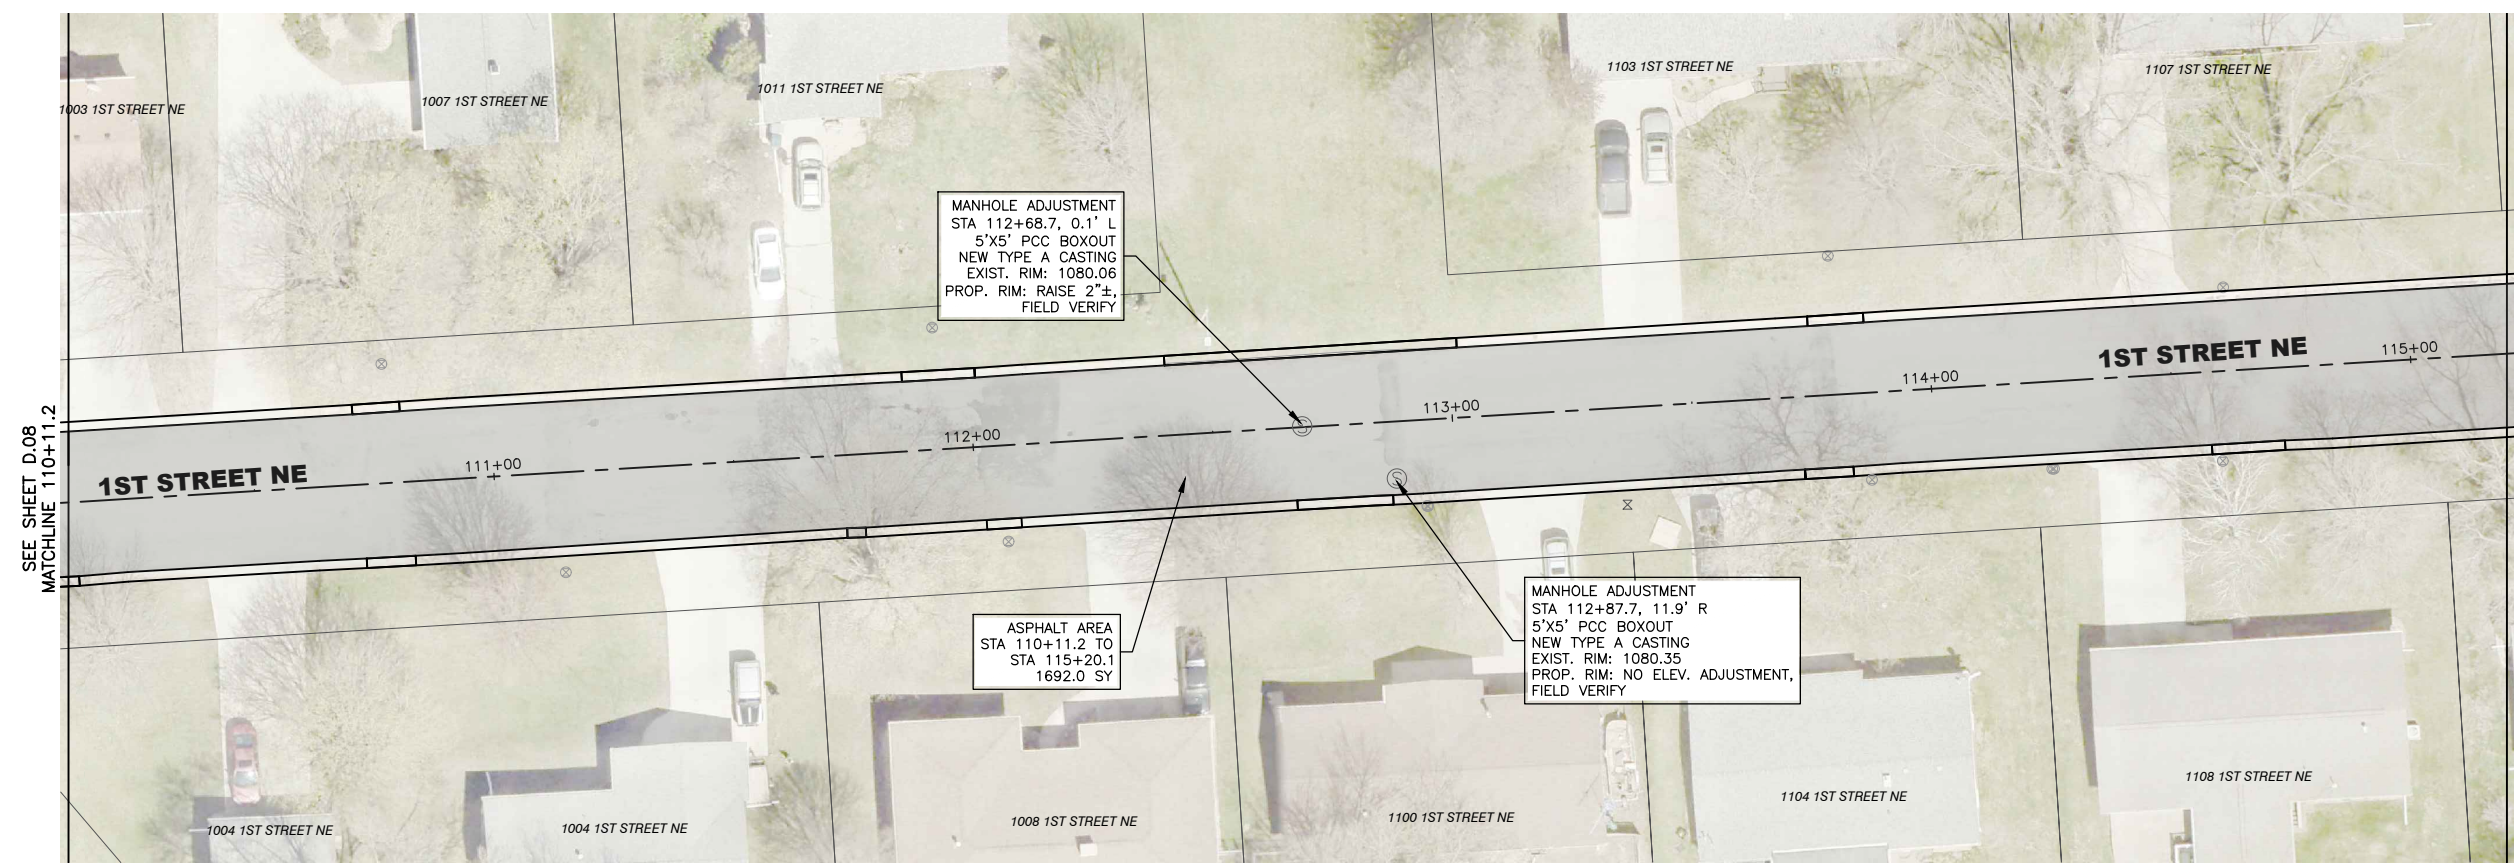 1003 1ST STREET NE
1007 1ST STREET NE
1011 1ST STREET NE
1103 1ST STREET NE
1107 1ST STREET NE
MANHOLE ADJUSTMENT
STA 112+68.7, 0.1' L
5'X5' PCC BOXOUT
NEW TYPE A CASTING
EXIST. RIM: 1080.06
PROP. RIM: RAISE 2"±,
FIELD VERIFY
SEE SHEET D.08
MATCHLINE 110+11.2
1ST STREET NE
111+00
112+00
S
113+00
114+00
1ST STREET NE
115+00
S
ASPHALT AREA
STA 110+11.2 TO
STA 115+20.1
1692.0 SY
MANHOLE ADJUSTMENT
STA 112+87.7, 11.9' R
5'X5' PCC BOXOUT
NEW TYPE A CASTING
EXIST. RIM: 1080.35
PROP. RIM: NO ELEV. ADJUSTMENT,
FIELD VERIFY
1004 1ST STREET NE
1004 1ST STREET NE
1008 1ST STREET NE
1100 1ST STREET NE
1104 1ST STREET NE
1108 1ST STREET NE